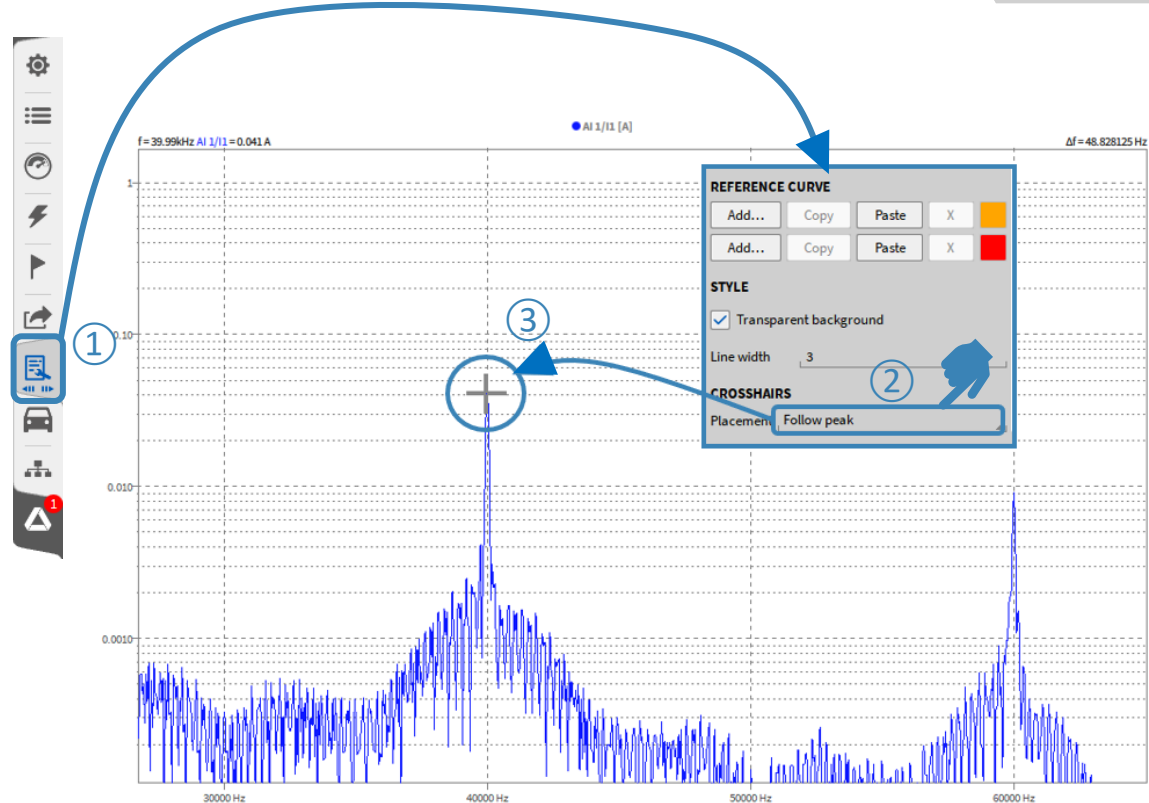 AI 1/I1 [A]
f = 39.99kHz AI 1/I1 = 0.041 A
Δf = 48.828125 Hz
REFERENCE CURVE
Add... Copy Paste X
Add... Copy Paste X
STYLE
Transparent background
Line width 3
CROSSHAIRS
Placement Follow peak
1
2
3
1
1
0.10
0.010
0.0010
30000 Hz
40000 Hz
50000 Hz
60000 Hz